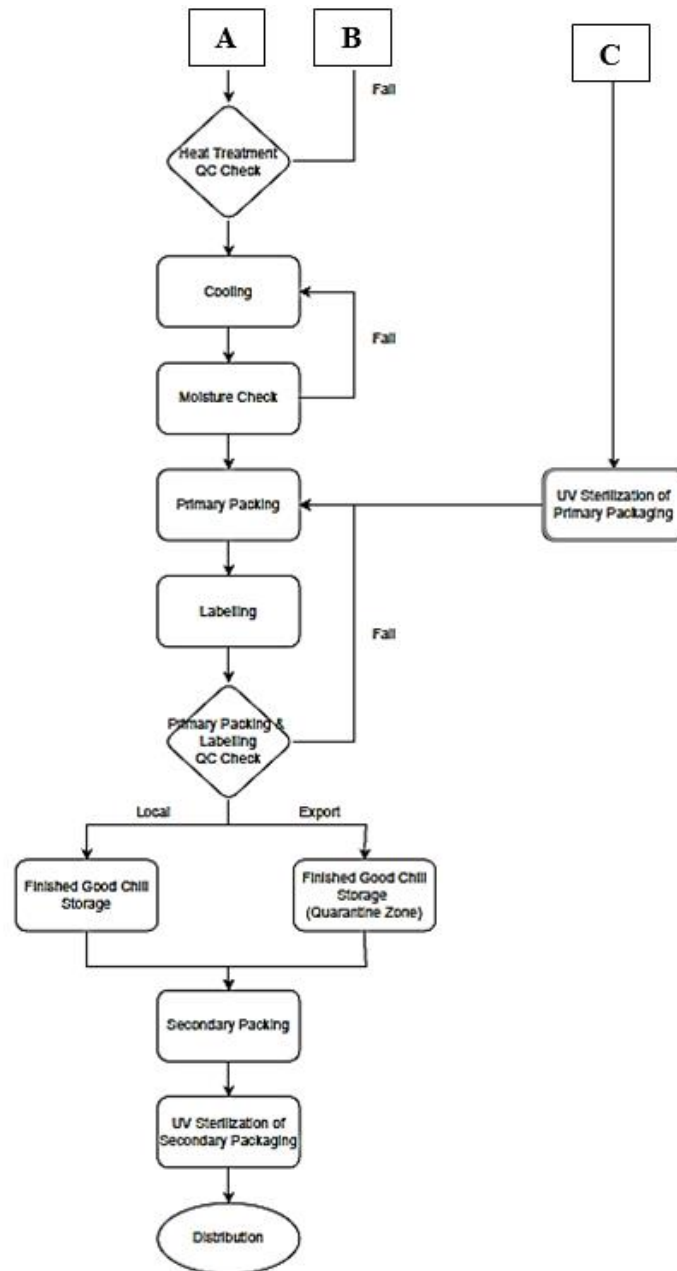 A
B
C
Fail
Heat Treatment
QC Check
Cooling
Fail
Moisture Check
Primary Packing
UV Sterilization of
Primary Packaging
Labelling
Fail
Primary Packing &
Labelling
QC Check
Local
Export
Finished Good Chill
Storage
Finished Good Chill
Storage
(Quarantine Zone)
Secondary Packing
UV Sterilization of
Secondary Packaging
Distribution